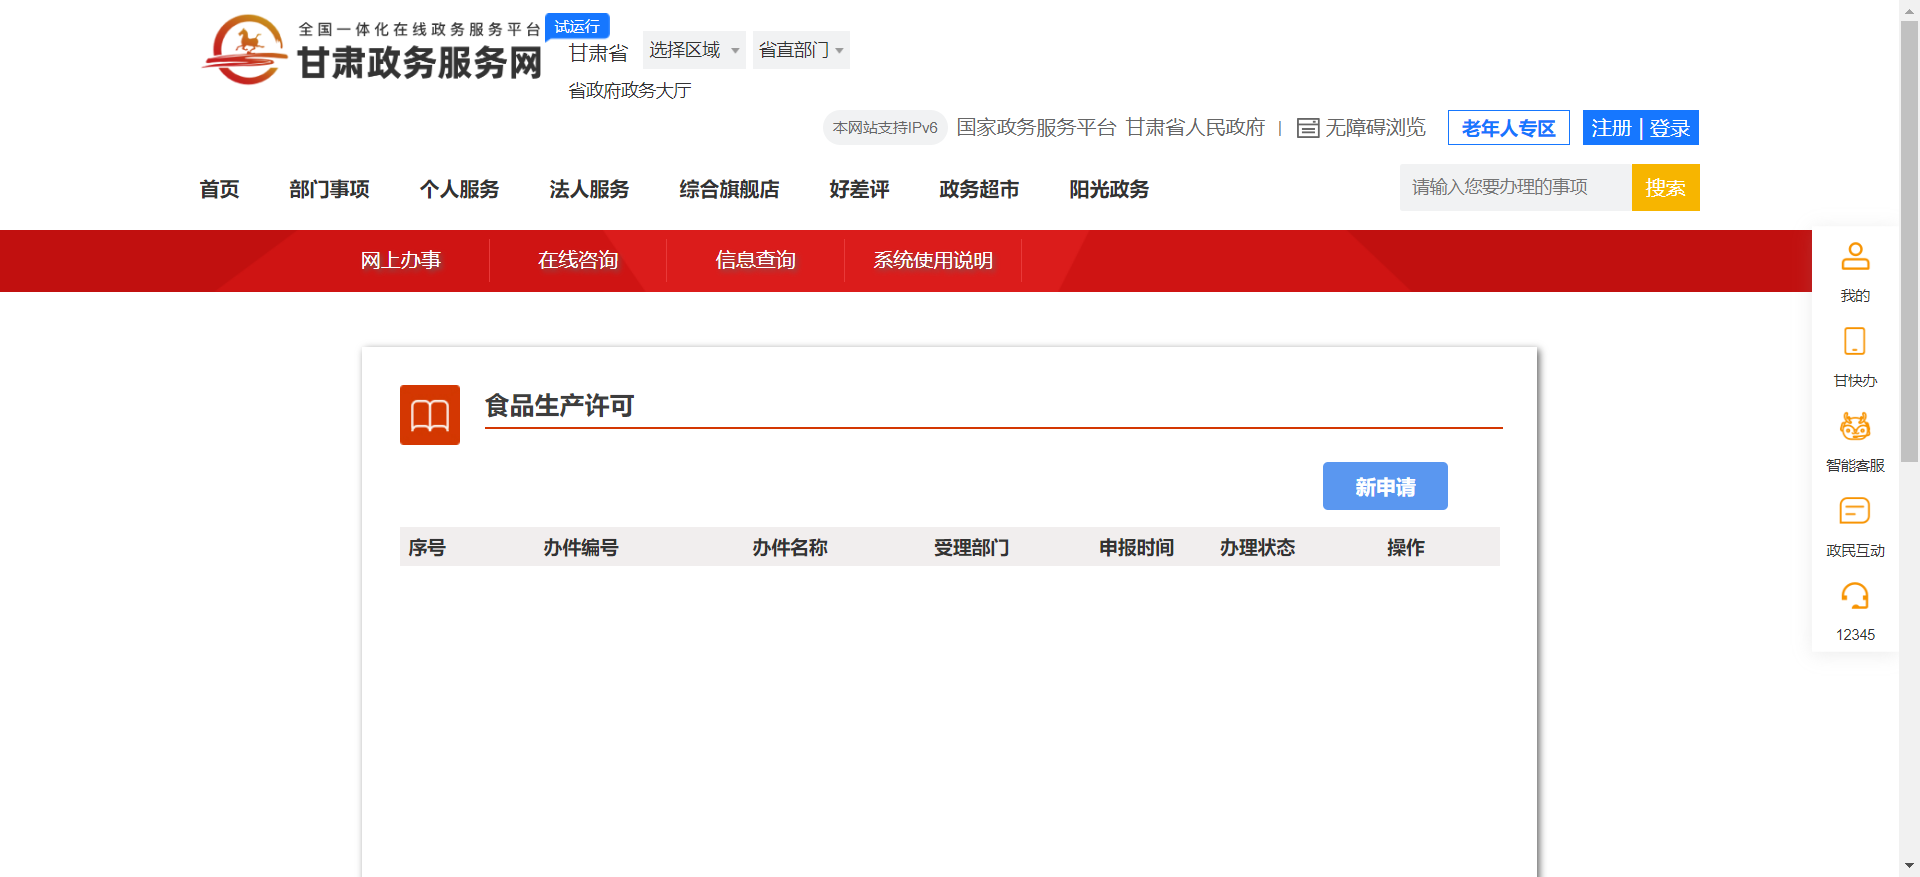 全国一体化在线政务服务平台
试运行
甘肃政务服务网
甘肃省 选择区域 省直部门
省政府政务大厅
本网站支持IPv6 国家政务服务平台 甘肃省人民政府 | 无障碍浏览 老年人专区 注册 | 登录
首页 部门事项 个人服务 法人服务 综合旗舰店 好差评 政务超市 阳光政务 请输入您要办理的事项 搜索
网上办事 在线咨询 信息查询 系统使用说明
我的
甘快办
智能客服
政民互动
12345
食品生产许可
新申请
序号 办件编号 办件名称 受理部门 申报时间 办理状态 操作